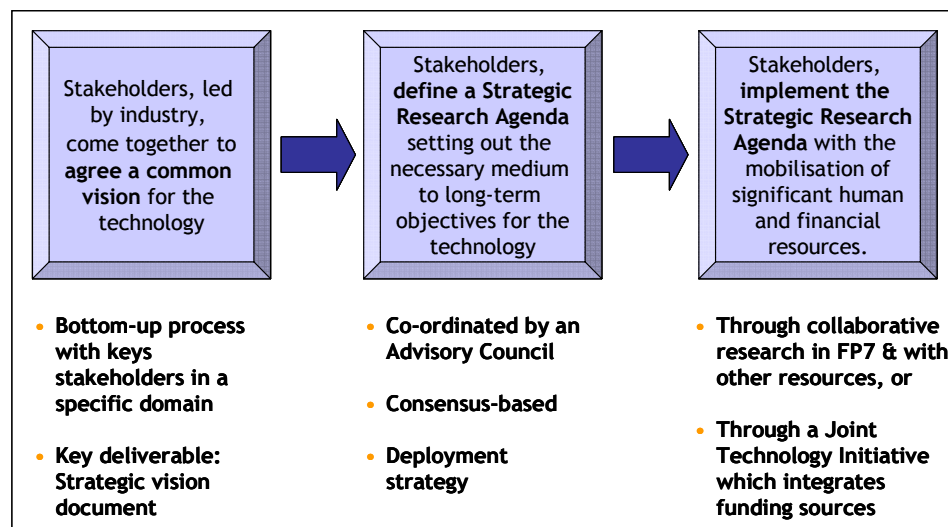 Stakeholders, led
by industry,
come together to
agree a common
vision for the
technology
Stakeholders,
define a Strategic
Research Agenda
setting out the
necessary medium
to long-term
objectives for the
technology
Stakeholders,
implement the
Strategic Research
Agenda with the
mobilisation of
significant human
and financial
resources.
• Bottom-up process
with keys
stakeholders in a
specific domain
• Key deliverable:
Strategic vision
document
• Co-ordinated by an
Advisory Council
• Consensus-based
• Deployment
strategy
• Through collaborative
research in FP7 & with
other resources, or
• Through a Joint
Technology Initiative
which integrates
funding sources